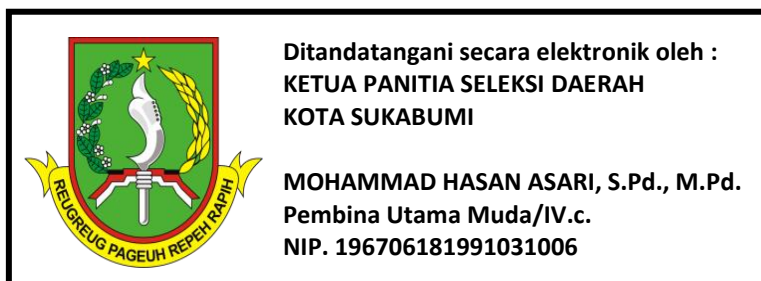 Ditandatangani secara elektronik oleh :
KETUA PANITIA SELEKSI DAERAH
KOTA SUKABUMI
MOHAMMAD HASAN ASARI, S.Pd., M.Pd.
Pembina Utama Muda/IV.c.
NIP. 196706181991031006
REUGREUG PAGEUH REPEH RAPIH